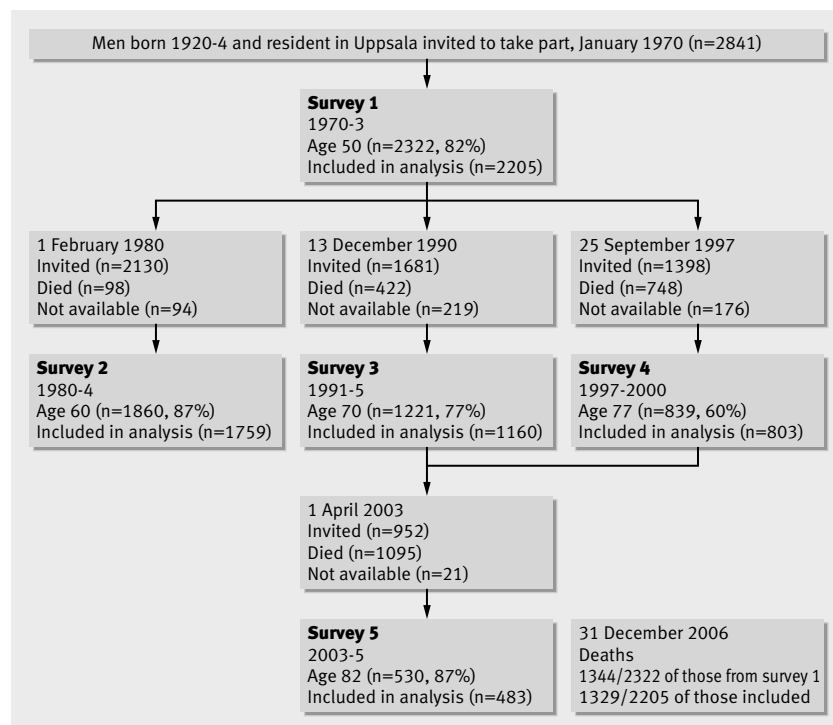 Men born 1920-4 and resident in Uppsala invited to take part, January 1970 (n=2841)
Survey 1
1970-3
Age 50 (n=2322, 82%)
Included in analysis (n=2205)
1 February 1980
Invited (n=2130)
Died (n=98)
Not available (n=94)
13 December 1990
Invited (n=1681)
Died (n=422)
Not available (n=219)
25 September 1997
Invited (n=1398)
Died (n=748)
Not available (n=176)
Survey 2
1980-4
Age 60 (n=1860, 87%)
Included in analysis (n=1759)
Survey 3
1991-5
Age 70 (n=1221, 77%)
Included in analysis (n=1160)
Survey 4
1997-2000
Age 77 (n=839, 60%)
Included in analysis (n=803)
1 April 2003
Invited (n=952)
Died (n=1095)
Not available (n=21)
Survey 5
2003-5
Age 82 (n=530, 87%)
Included in analysis (n=483)
31 December 2006
Deaths
1344/2322 of those from survey 1
1329/2205 of those included